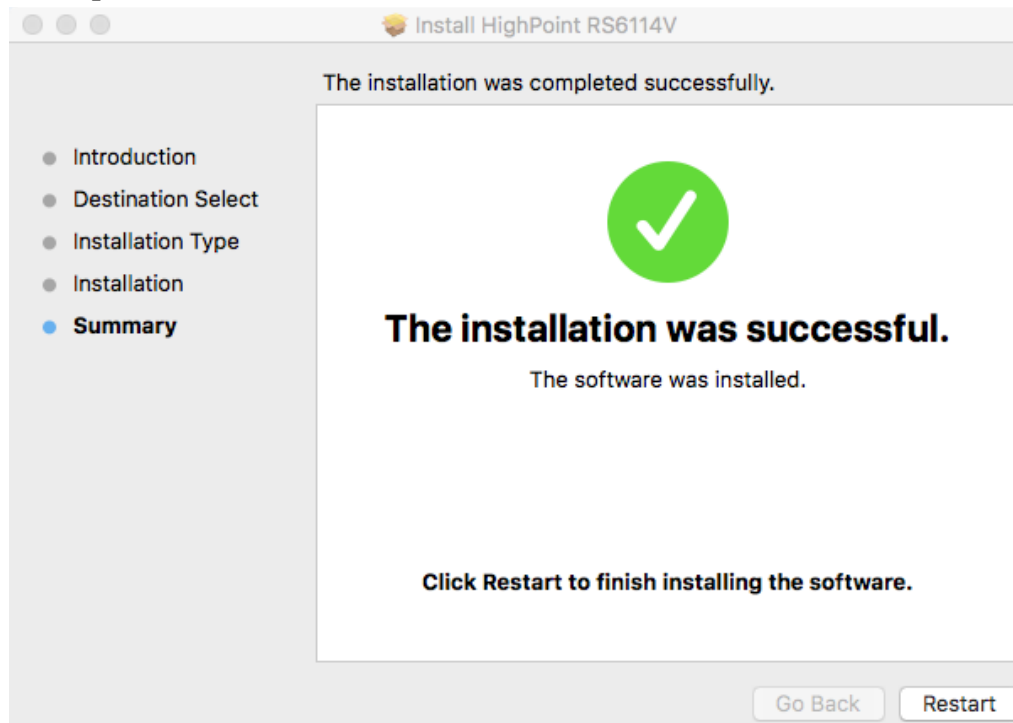 Install HighPoint RS6114V
The installation was completed successfully.
Introduction
Destination Select
Installation Type
Installation
Summary
The installation was successful.
The software was installed.
Click Restart to finish installing the software.
Go Back
Restart